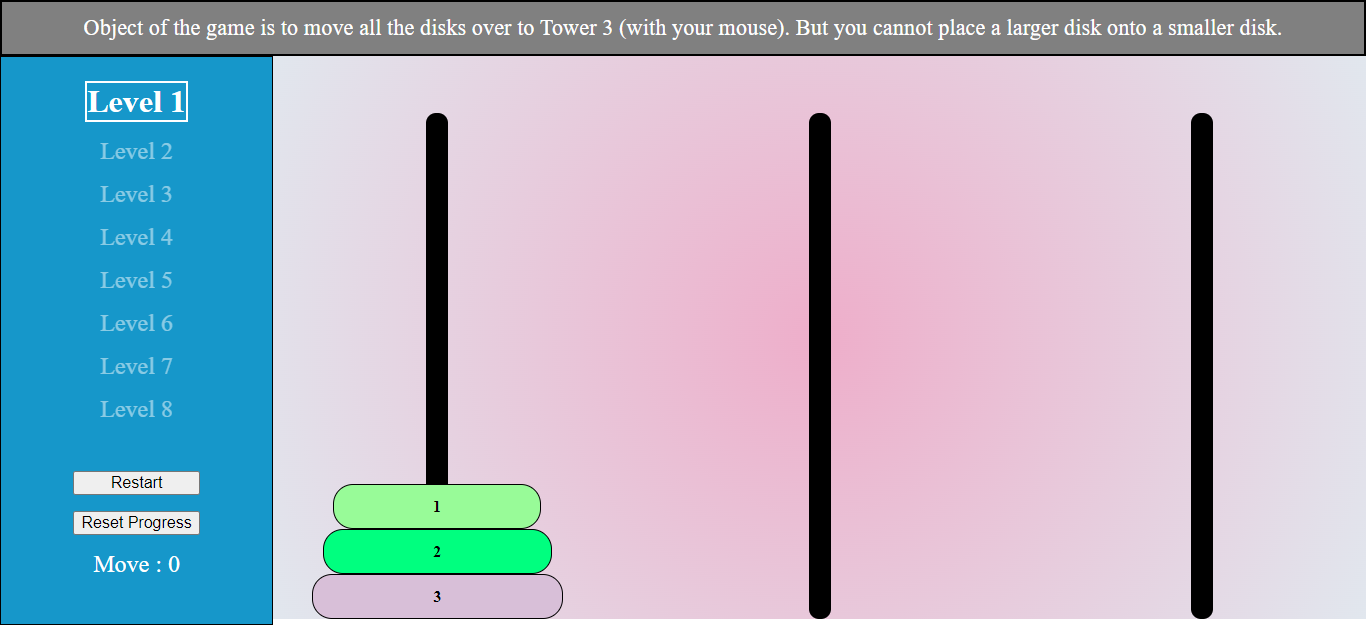 Object of the game is to move all the disks over to Tower 3 (with your mouse). But you cannot place a larger disk onto a smaller disk.
Level 1
Level 2
Level 3
Level 4
Level 5
Level 6
Level 7
Level 8
Restart
Reset Progress
Move : 0
1
2
3